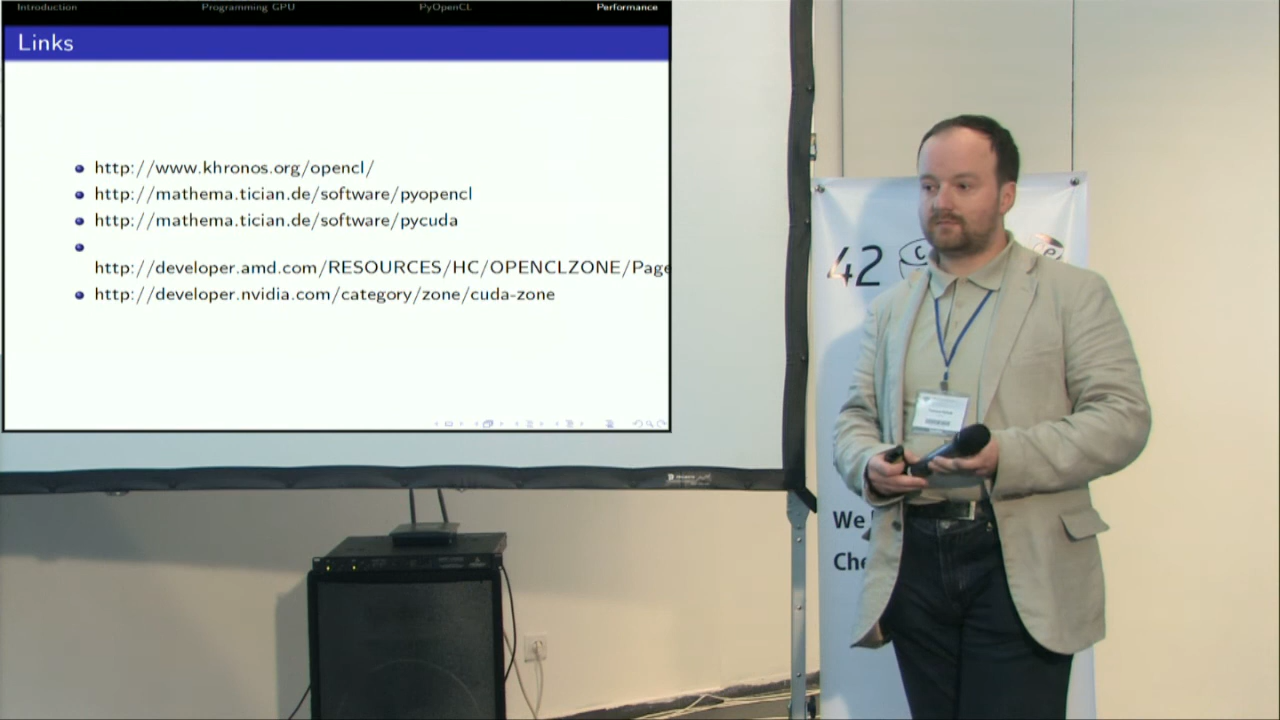 Introduction Programming GPU PyOpenCL Performance
Links
http://www.khronos.org/opencl/
http://mathema.tician.de/software/pyopencl
http://mathema.tician.de/software/pycuda
http://developer.amd.com/RESOURCES/HC/OPENCLZONE/Page
http://developer.nvidia.com/category/zone/cuda-zone
42
We
Che